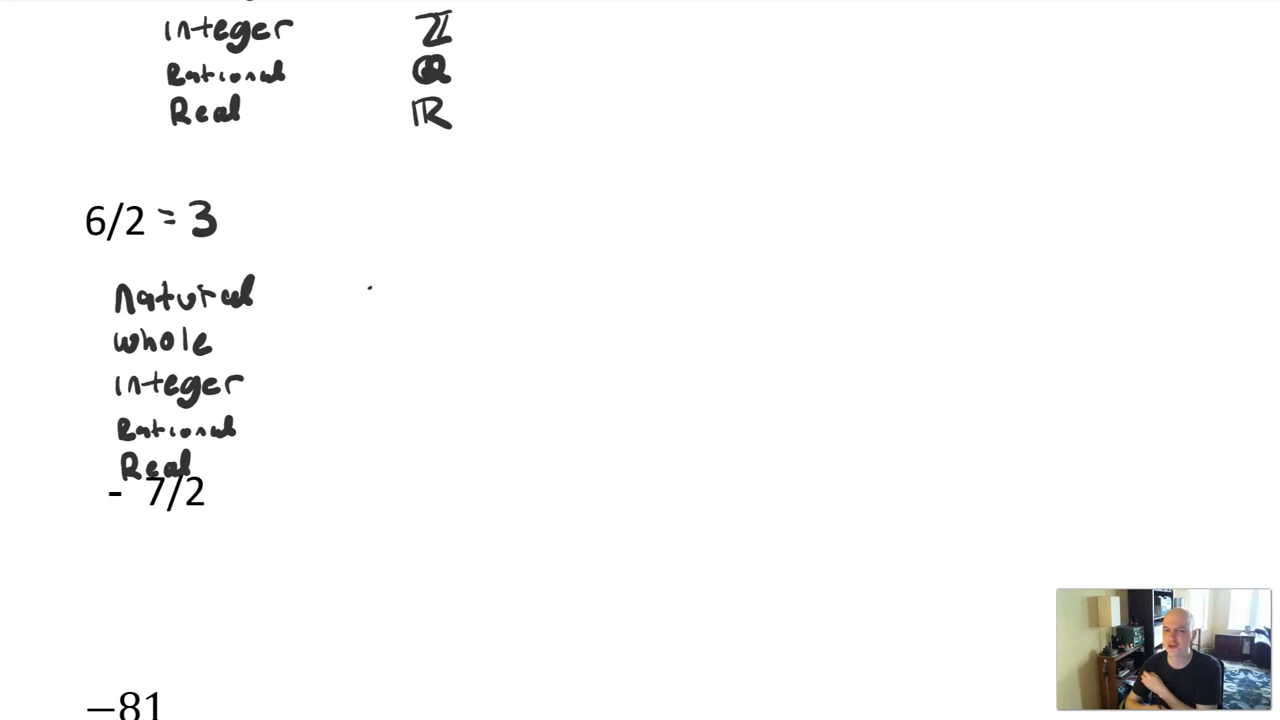 integer ℤ
Rational ℚ
Real ℝ
6/2 = 3
natural
whole
integer
Rational
Real
- 7/2
−81